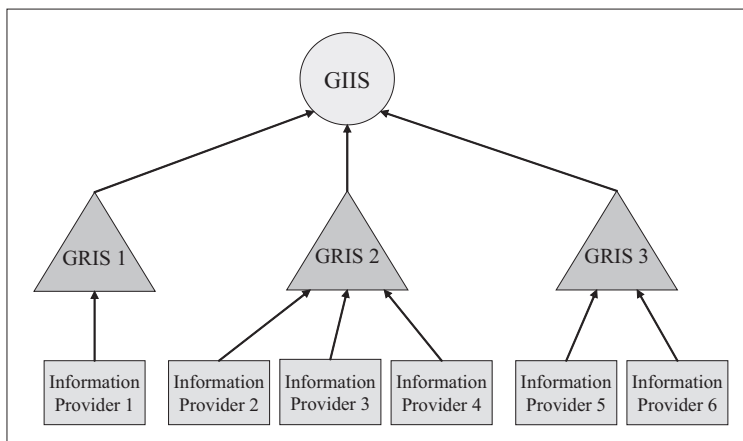 GIIS
GRIS 1
GRIS 2
GRIS 3
Information
Provider 1
Information
Provider 2
Information
Provider 3
Information
Provider 4
Information
Provider 5
Information
Provider 6